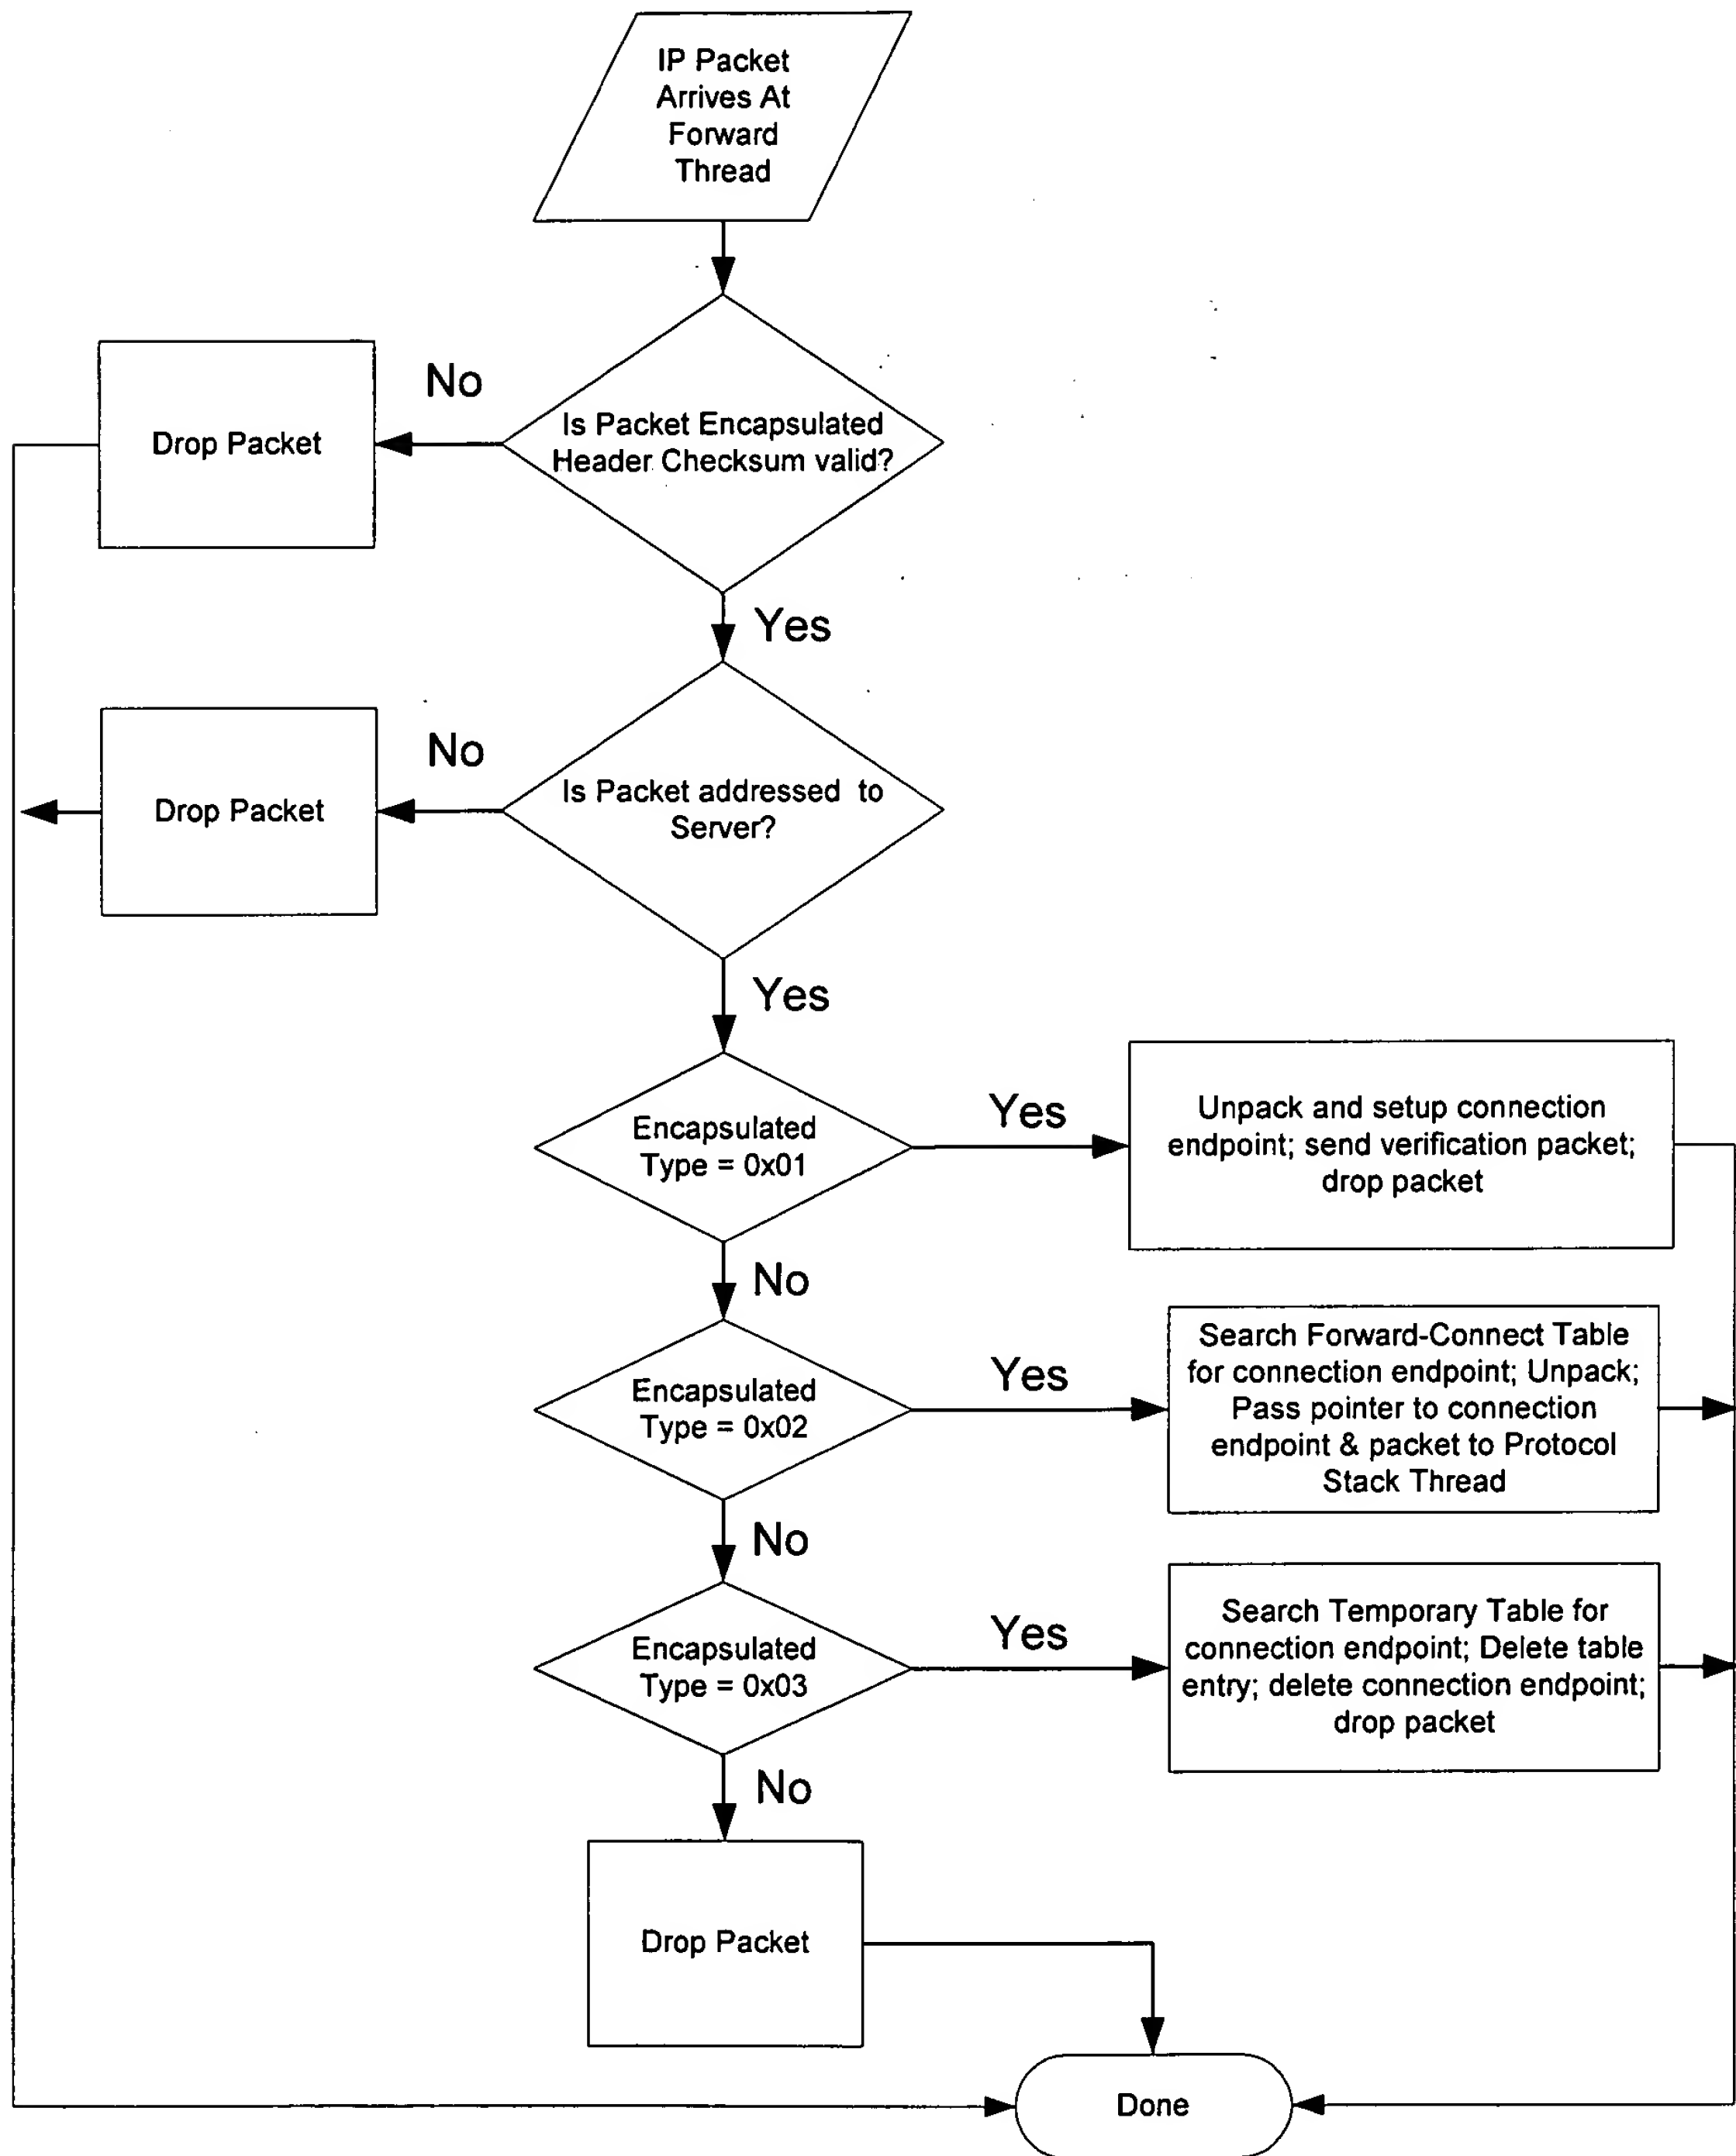 IP Packet
Arrives At
Forward
Thread
No
Drop Packet
Is Packet Encapsulated
Header Checksum valid?
Yes
No
Drop Packet
Is Packet addressed to
Server?
Yes
Encapsulated
Type = 0x01
Yes
Unpack and setup connection
endpoint; send verification packet;
drop packet
No
Encapsulated
Type = 0x02
Yes
Search Forward-Connect Table
for connection endpoint; Unpack;
Pass pointer to connection
endpoint & packet to Protocol
Stack Thread
No
Encapsulated
Type = 0x03
Yes
Search Temporary Table for
connection endpoint; Delete table
entry; delete connection endpoint;
drop packet
No
Drop Packet
Done